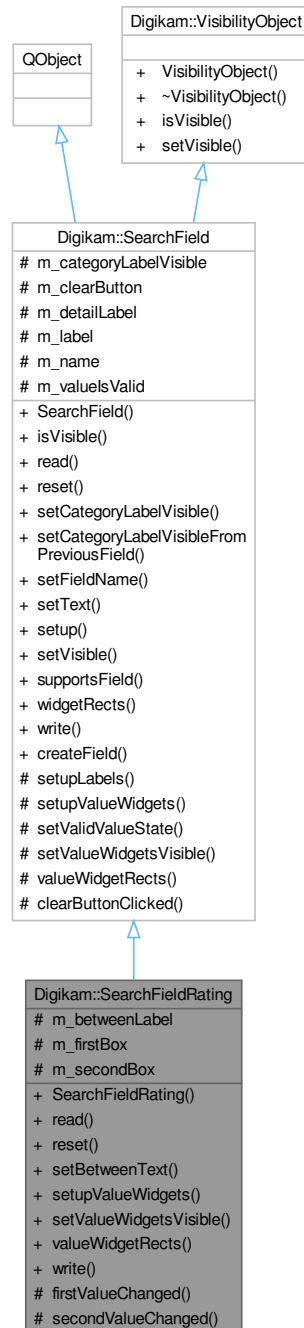 Digikam::VisibilityObject
+ VisibilityObject()
+ ~VisibilityObject()
+ isVisible()
+ setVisible()
QObject
Digikam::SearchField
# m_categoryLabelVisible
# m_clearButton
# m_detailLabel
# m_label
# m_name
# m_valueIsValid
+ SearchField()
+ isVisible()
+ read()
+ reset()
+ setCategoryLabelVisible()
+ setCategoryLabelVisibleFrom
PreviousField()
+ setFieldName()
+ setText()
+ setup()
+ setVisible()
+ supportsField()
+ widgetRects()
+ write()
+ createField()
# setupLabels()
# setupValueWidgets()
# setValidValueState()
# setValueWidgetsVisible()
# valueWidgetRects()
# clearButtonClicked()
Digikam::SearchFieldRating
# m_betweenLabel
# m_firstBox
# m_secondBox
+ SearchFieldRating()
+ read()
+ reset()
+ setBetweenText()
+ setupValueWidgets()
+ setValueWidgetsVisible()
+ valueWidgetRects()
+ write()
# firstValueChanged()
# secondValueChanged()